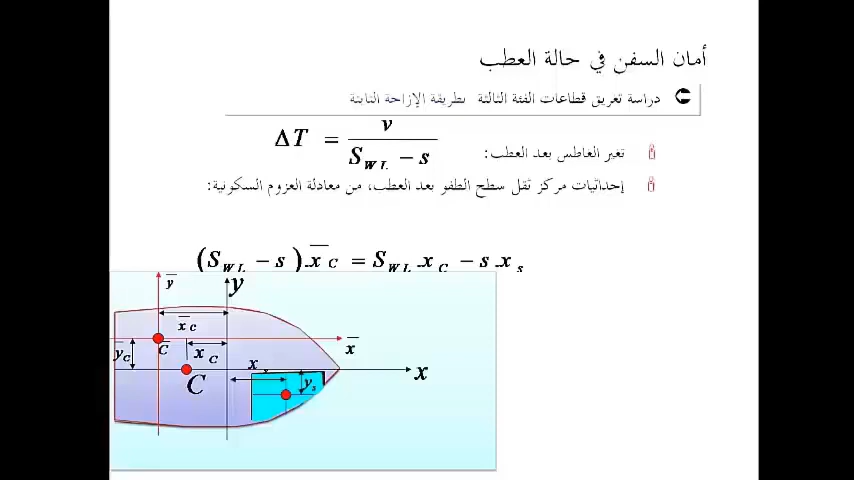 أمان السفن في حالة العطب
دراسة تغريق قطاعات الفئة الثالثة بطريقة الإزاحة الثابتة
تغير الغاطس بعد العطب:
ΔT = v / (S_WL − s)
إحداثيات مركز ثقل سطح الطفو بعد العطب، من معادلة العزوم السكونية:
(S_WL − s).x̄_C = S_WL.x_C − s.x_s
ȳ
y
x̄_C
C̄
x̄
ȳ_C
x_C
x_s
x
C
y_s